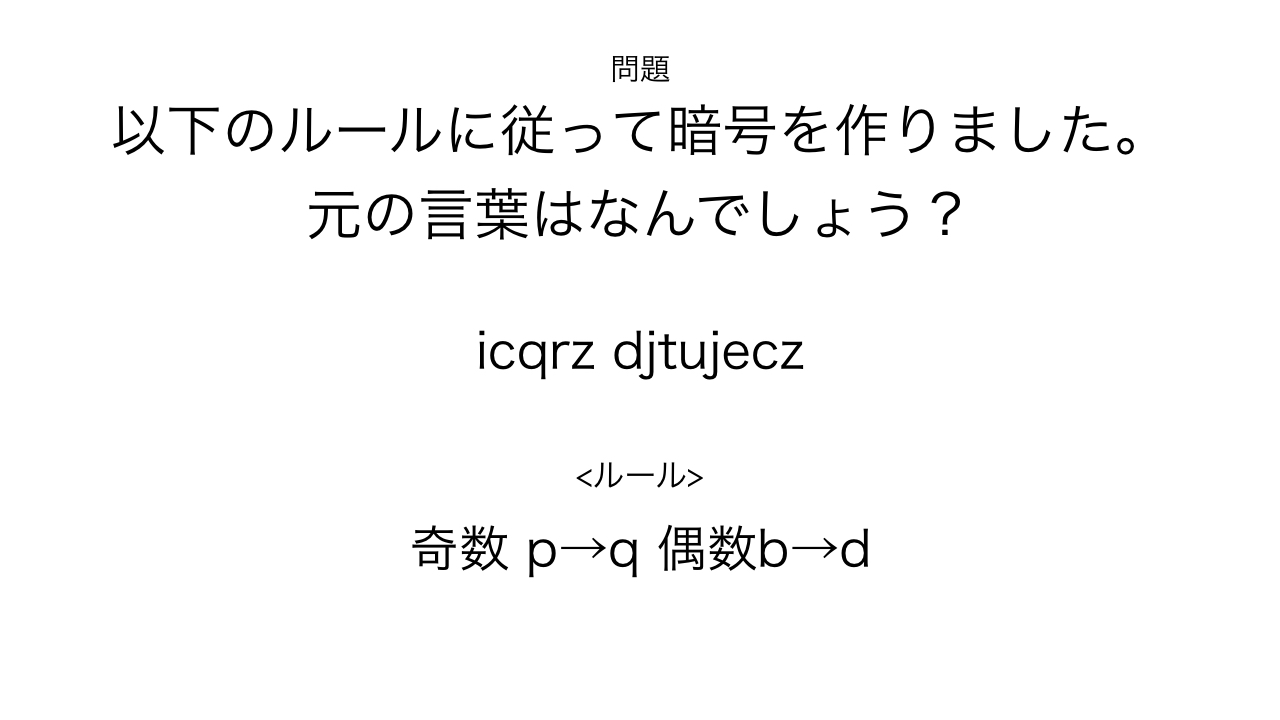 問題
以下のルールに従って暗号を作りました。
元の言葉はなんでしょう？
icqrz djtujecz
<ルール>
奇数 p→q 偶数b→d